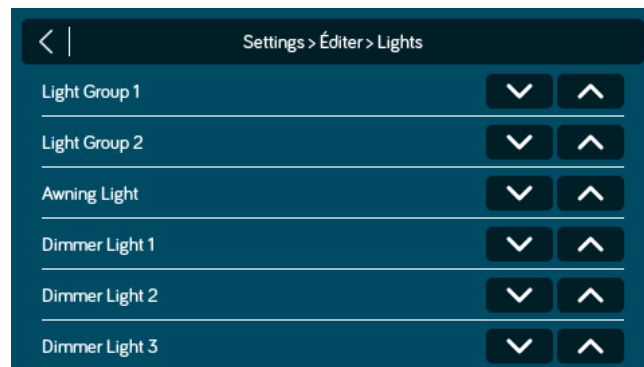 Settings > Éditer > Lights
Light Group 1
Light Group 2
Awning Light
Dimmer Light 1
Dimmer Light 2
Dimmer Light 3